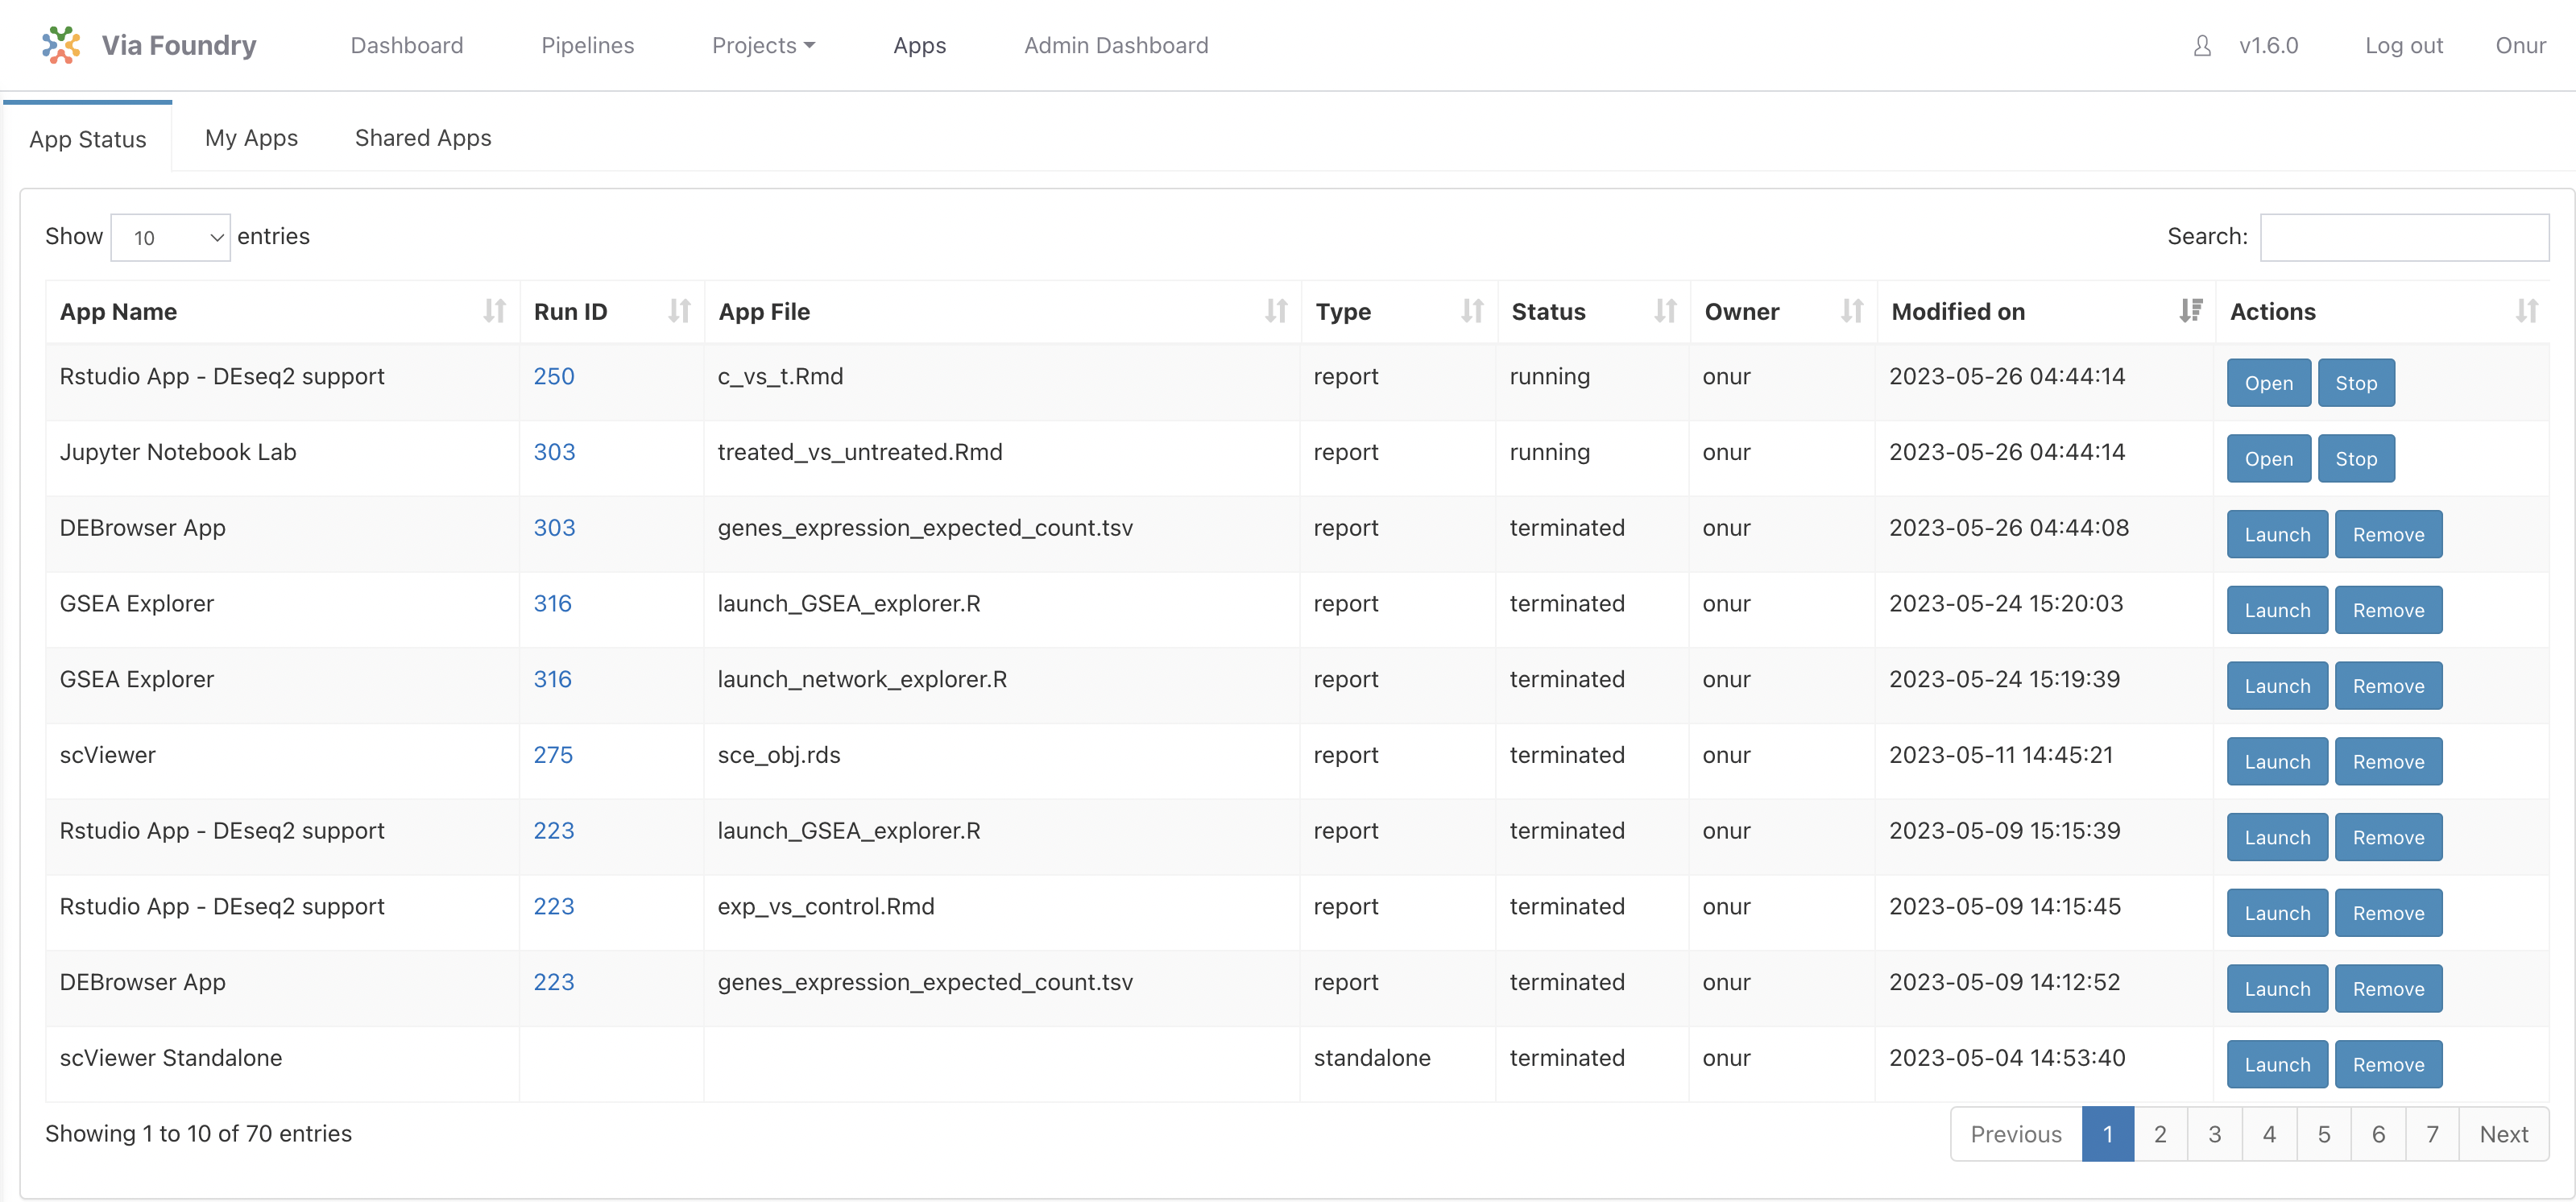 Via Foundry Dashboard Pipelines Projects Apps Admin Dashboard v1.6.0 Log out Onur
App Status My Apps Shared Apps
Show 10 entries Search:
App Name Run ID App File Type Status Owner Modified on Actions
Rstudio App - DEseq2 support 250 c_vs_t.Rmd report running onur 2023-05-26 04:44:14 Open Stop
Jupyter Notebook Lab 303 treated_vs_untreated.Rmd report running onur 2023-05-26 04:44:14 Open Stop
DEBrowser App 303 genes_expression_expected_count.tsv report terminated onur 2023-05-26 04:44:08 Launch Remove
GSEA Explorer 316 launch_GSEA_explorer.R report terminated onur 2023-05-24 15:20:03 Launch Remove
GSEA Explorer 316 launch_network_explorer.R report terminated onur 2023-05-24 15:19:39 Launch Remove
scViewer 275 sce_obj.rds report terminated onur 2023-05-11 14:45:21 Launch Remove
Rstudio App - DEseq2 support 223 launch_GSEA_explorer.R report terminated onur 2023-05-09 15:15:39 Launch Remove
Rstudio App - DEseq2 support 223 exp_vs_control.Rmd report terminated onur 2023-05-09 14:15:45 Launch Remove
DEBrowser App 223 genes_expression_expected_count.tsv report terminated onur 2023-05-09 14:12:52 Launch Remove
scViewer Standalone standalone terminated onur 2023-05-04 14:53:40 Launch Remove
Showing 1 to 10 of 70 entries Previous 1 2 3 4 5 6 7 Next